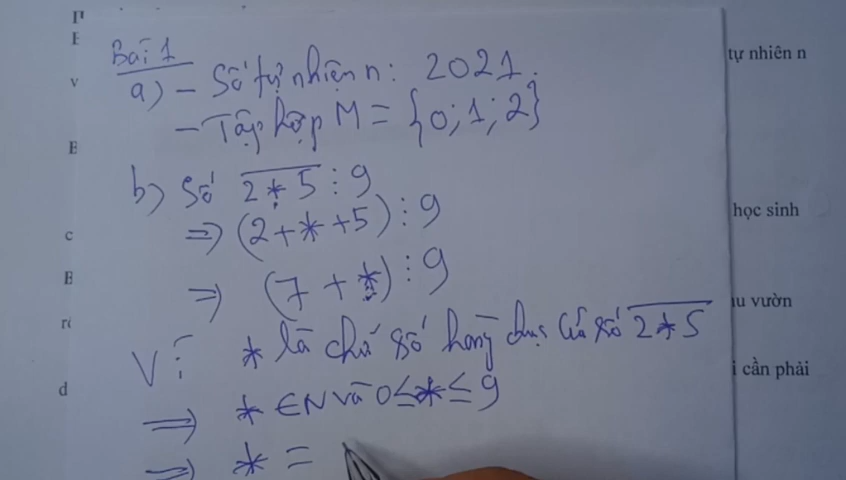 Bài 1
a) - Số tự nhiên n: 2021.
- Tập hợp M = {0; 1; 2}
b) Số 2*5 ⋮ 9
=> (2 + * + 5) ⋮ 9
=> (7 + *) ⋮ 9
Vì * là chữ số hàng chục của số 2*5
=> * ∈ N và 0 ≤ * ≤ 9
=> * =
tự nhiên n
học sinh
vườn
i cần phải